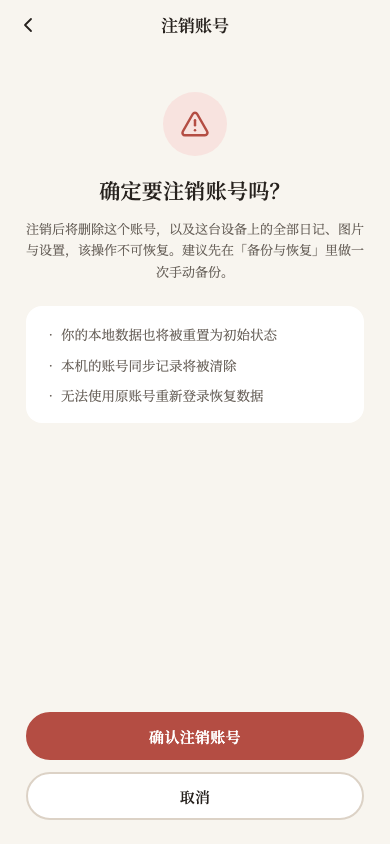 注销账号
确定要注销账号吗?
注销后将删除这个账号，以及这台设备上的全部日记、图片
与设置，该操作不可恢复。建议先在「备份与恢复」里做一
次手动备份。
· 你的本地数据也将被重置为初始状态
· 本机的账号同步记录将被清除
· 无法使用原账号重新登录恢复数据
确认注销账号
取消